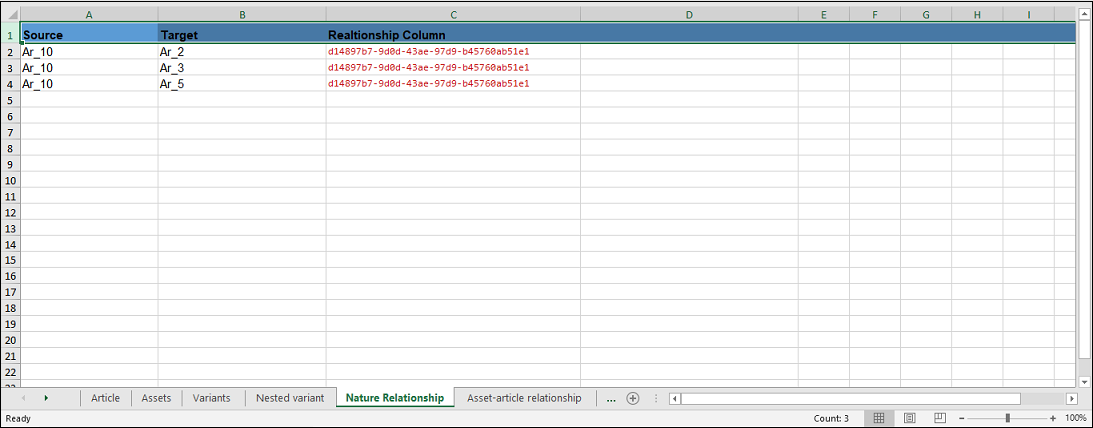 A B C D E F G H I
1 Source Target Realtionship Column
2 Ar_10 Ar_2 d14897b7-9d0d-43ae-97d9-b45760ab51e1
3 Ar_10 Ar_3 d14897b7-9d0d-43ae-97d9-b45760ab51e1
4 Ar_10 Ar_5 d14897b7-9d0d-43ae-97d9-b45760ab51e1
5
6
7
8
9
10
11
12
13
14
15
16
17
18
19
20
21
22
23
Article Assets Variants Nested variant Nature Relationship Asset-article relationship ...
Ready Count: 3 100%